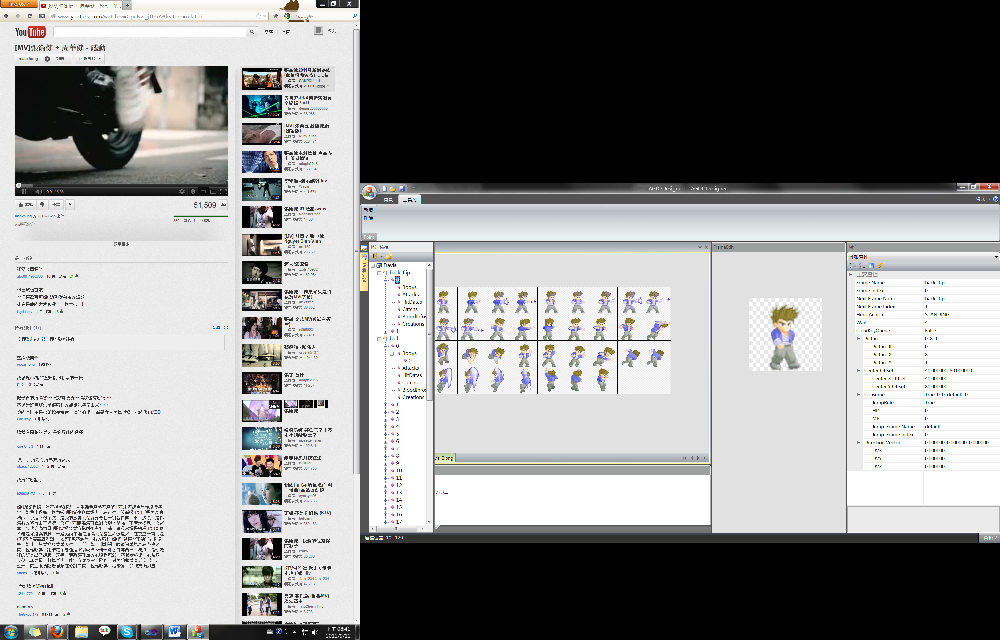 Firefox
[MV]張衛健 + 周華健 - 感動 - Y...
www.youtube.com/watch?v=OpeNwgjTtmY&feature=related
Google
YouTube
瀏覽
上傳
登入
[MV]張衛健 + 周華健 - 感動
manxhung
訂閱
14 部影片
0:01 / 5:36
喜歡
分享
51,509
manxhung 於 2010-06-15 上傳
350 人喜歡, 1 人不喜歡
尚無說明。
顯示更多
最佳評論
我愛張衛健^^
abc0911952880 10 個月以前 21
很喜歡這首歌
也很喜歡哥哥(張衛健)對弟弟的照顧
或許是他的大愛感動了那個女孩子!
Ingridamy 1 年 以前 18
所有評論 (17)
查看全部
立即登入或申請，即可發表評論！
霆鋒既曲^^
oscar fong 1 週 以前
我發現mv裡的直升機跟我家的一樣
3 週以前
健仔真的好厲害~~演戲有感情~~唱歌也有感情~~
不過最好明明該是很感動的卻讓我笑了出來XDD
笑的原因不是弟弟搶先握住了健仔的手~~而是女主角懷恨揉弟弟的傷口XDD
Enkuzay 1 月 以前
這種有肩膀的男人 是妳最佳的選擇~
cqe CHEN 1 月 以前
快哭了 好哥哥好弟弟好女人
qbasic12302441 2 個月以前
我真的感動了..
h29936178 4 個月以前
(張)還記得嗎 浪花捲起的夢 人生難免潮起又潮落 (周)永不褪色是你溫暖笑
容 陪我走過每一個角落 (張)當生命像煙火 在夜空一閃而過 (周)不需要轟轟
烈烈 永遠不熄不滅 是我的感動 (張)就算今朝一別各自奔西東 流浪 是你
讓我的夢長出了翅膀 飛翔 (周)距離讓孤單的心變得堅強 不管走多遠 心緊
靠 步伐充滿力量 (張)曾經想要擁抱雨後彩虹 歲月讓淚水慢慢枯竭 (周)青春
不老是你滄桑的臉 一路風雨中邊走邊唱 (張)當生命像煙火 在夜空一閃而過
(周)不需要轟轟烈烈 永遠不熄不滅是 我的感動 (張)就算再也不能守在你身
旁 陪伴 只要抬頭看著天空那一片 藍天 (周)閉上眼睛隨著思念在心跳之
間 輕輕呼喚 距離在不會遙遠 (合)就算今朝一別各自奔西東 流浪 是你讓
我的夢長出了翅膀 飛翔 距離讓孤單的心變得堅強 不管走多遠 心緊靠
步伐充滿力量 就算再也不能守在你身旁 陪伴 只要抬頭看著天空那一片
藍天 閉上眼睛隨著思念在心跳之間 輕輕呼喚 心緊靠 步伐充滿力量
yttbbs 6 個月以前 3
很棒 這個MV好棒!!
124117701 9 個月以前 5
good mv
TheGkcct179 9 個月以前 2
張衛健2011最新國語歌
(你值得我等待) ......超
上傳者：SAMPOLULU
觀看次數為 211,617 精選影片
6:13
五月天-DNA創造演唱會
全紀錄Part1
上傳者：dennis200000000
觀看次數為 38,965
1:43:37
[MV] 張衛健-身體健康
(國語版)
上傳者：Ruby Kuan
觀看次數為 328,471
6:54
張衛健&劉德華 高高在
上 帥到掉渣
上傳者：adapic2015
觀看次數為 138,134
3:33
李聖傑--痴心絕對 ktv
上傳者：Wapiu
觀看次數為 411,674
4:21
張衛健-01.感動.wmv
上傳者：NaonineChen
觀看次數為 14,364
4:02
[MV] 月圓了 張卫健 -
Nguyet Dien Vien -
上傳者：min189
觀看次數為 20,760
4:48
超人/张卫健
上傳者：zxdrf15982
觀看次數為 152,954
3:42
張衛健 -- 如果你只是怕
寂寞MV(字幕)
上傳者：alexzzcc
觀看次數為 88,052
5:15
張萌-穿越MV(神話主題
曲)
上傳者：c8956231
觀看次數為 75,411
4:01
蔡健雅 - 陌生人
上傳者：crystal5137
觀看次數為 1,041,301
3:53
張宇 替身
上傳者：adapic2015
觀看次數為 11,257
4:47
34
部影片
張衛健
哎呀妈呀 笑岔气了！客
服小姐给整晕了
上傳者：musettemaker
觀看次數為 100,611
3:36
羅志祥笑到快往生
上傳者：kiukiulau
觀看次數為 804,750
5:49
胡歌Hu Ge-逍遙嘆(仙劍
一插曲)-高清原創版
上傳者：symsym26
觀看次數為 287,733
5:26
丁噹-不是你的錯 (KTV)
上傳者：hellojian
觀看次數為 359,163
3:41
張衛健 - 我愛的他有你
的影子
上傳者：krntw
觀看次數為 20,206
4:29
KTV何維建-你走天橋我
走地下道 .flv
上傳者：fack1234fack1234
觀看次數為 47,718
4:12
品冠 我以為 (自製MV) ~
溪湖高中
上傳者：TingCherryTing
觀看次數為 3,723
7:41
talk
下午 08:41
2012/9/12
AGDPDesigner1 - AGDP Designer
首頁
工具列
樣式
新增
刪除
Point
類別檢視
類別檢視
Davis
back_flip
0
Bodys
Attacks
HitDatas
Catchs
BloodInfos
Creations
1
ball
0
Bodys
0
Attacks
HitDatas
Catchs
BloodInfos
Creations
1
2
3
4
5
6
7
8
9
10
11
12
13
14
15
16
17
vis_2.png
方式...
座標位置( 10 , 120 )
FrameEdit
屬性
附加屬性
主要屬性
Frame Name back_flip
Frame Index 0
Next Frame Name back_flip
Next Frame Index 1
Hero Action STANDING
Wait 4
ClearKeyQueue False
Picture 0, 8, 1
Picture ID 0
Picture X 8
Picture Y 1
Center Offset 40.000000, 80.000000
Center X Offset 40.000000
Center Y Offset 80.000000
Consume True, 0, 0, default, 0
JumpRule True
HP 0
MP 0
Jump: Frame Name default
Jump: Frame Index 0
Direction Vector 0.000000, 0.000000, 0.000000
DVX 0.000000
DVY 0.000000
DVZ 0.000000
窗格 2